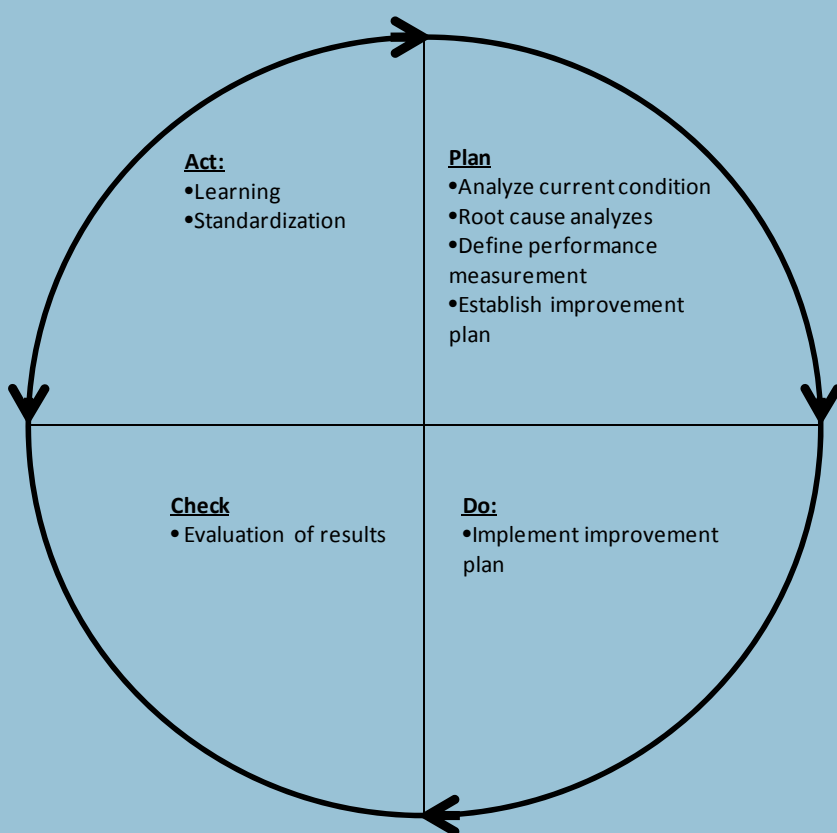 Act:
•Learning
•Standardization
Plan
•Analyze current condition
•Root cause analyzes
•Define performance
measurement
•Establish improvement
plan
Check
• Evaluation of results
Do:
•Implement improvement
plan